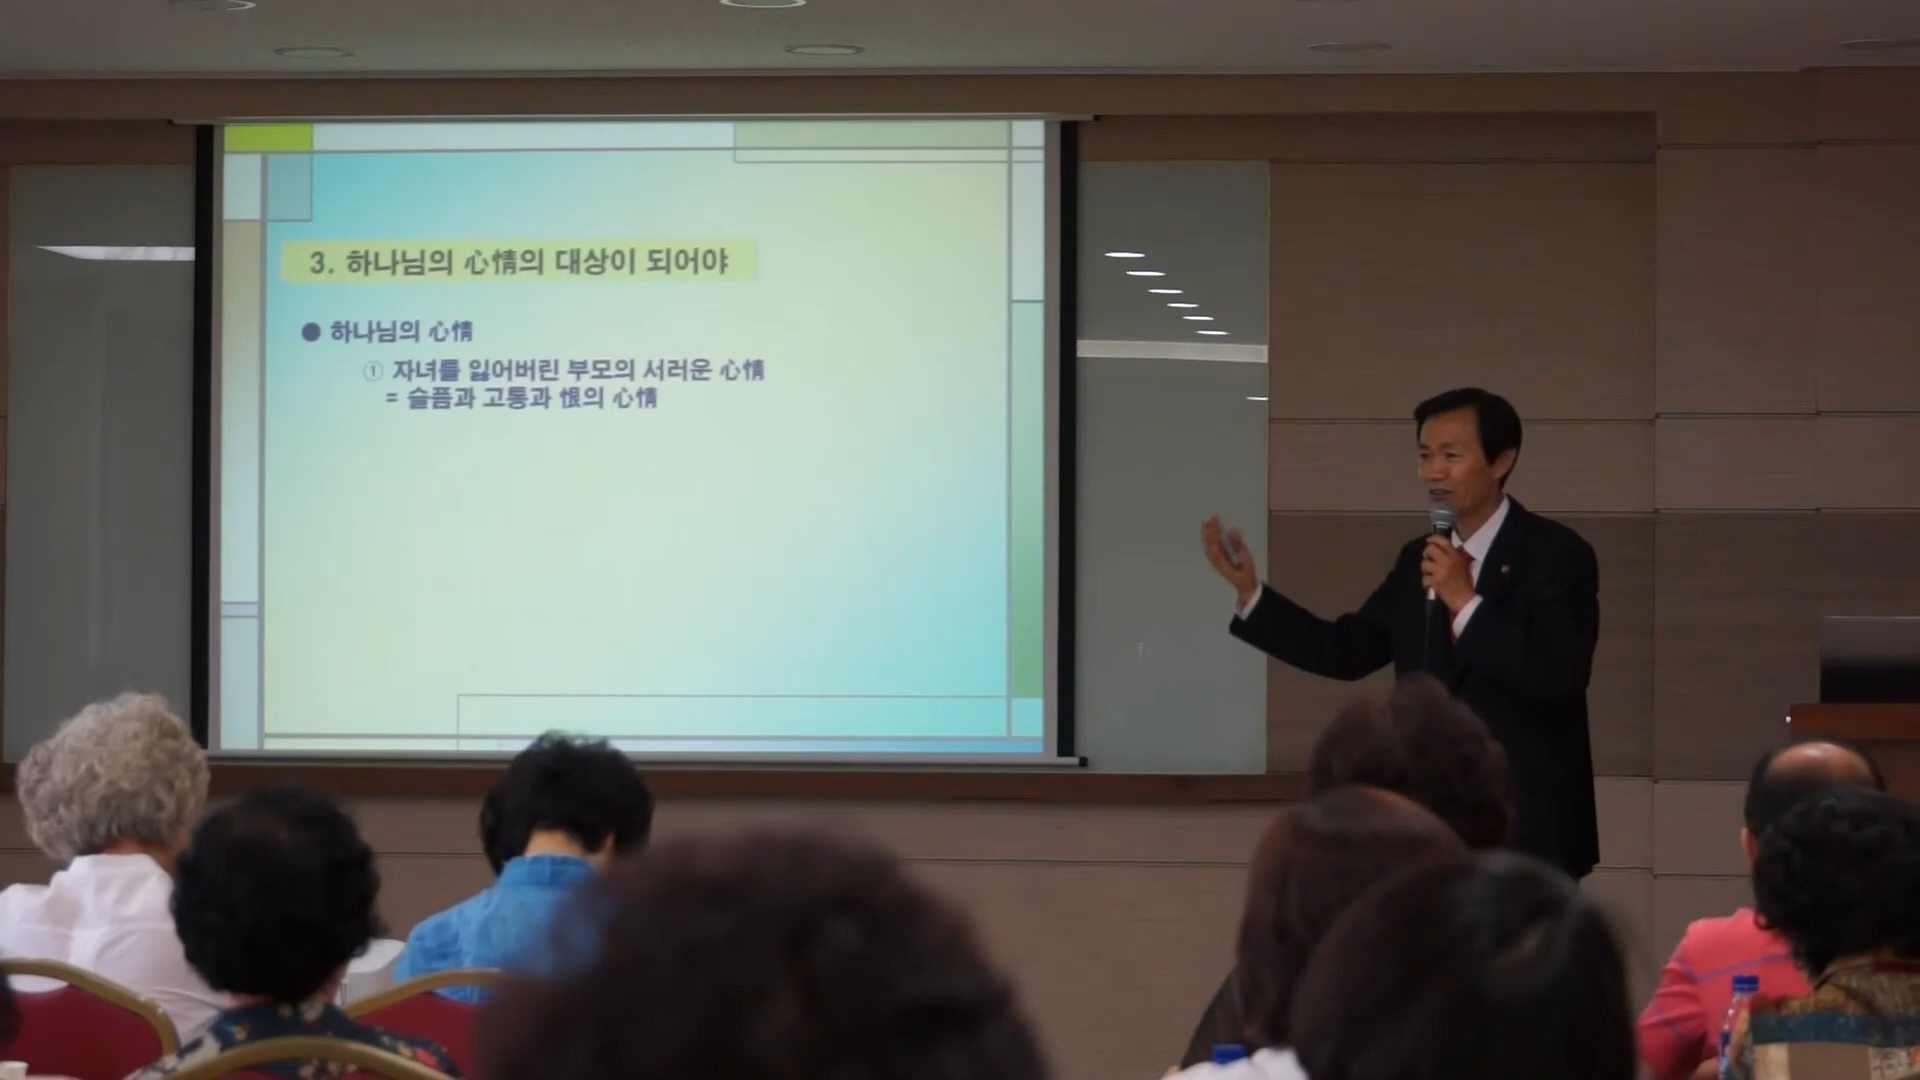 3. 하나님의 心情의 대상이 되어야
● 하나님의 心情
① 자녀를 잃어버린 부모의 서러운 心情
= 슬픔과 고통과 恨의 心情